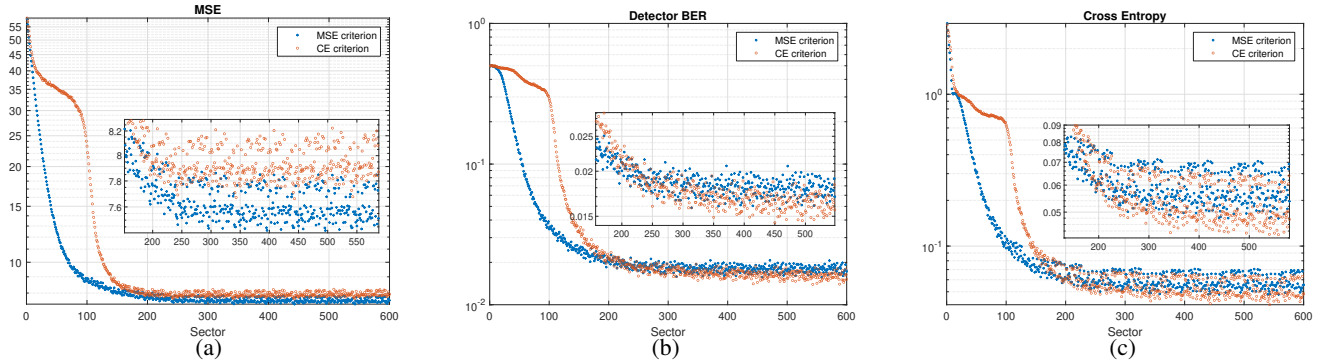 MSE
55
50
45
40
35
30
25
20
15
10
MSE criterion
CE criterion
8.2
8
7.8
7.6
150 200 250 300 350 400 450 500 550
0 100 200 300 400 500 600
Sector
(a)
Detector BER
10^0
10^-1
10^-2
MSE criterion
CE criterion
0.025
0.02
0.015
200 250 300 350 400 450 500
0 100 200 300 400 500 600
Sector
(b)
Cross Entropy
10^0
10^-1
MSE criterion
CE criterion
0.09
0.07
0.06
0.05
200 300 400 500
0 100 200 300 400 500 600
Sector
(c)